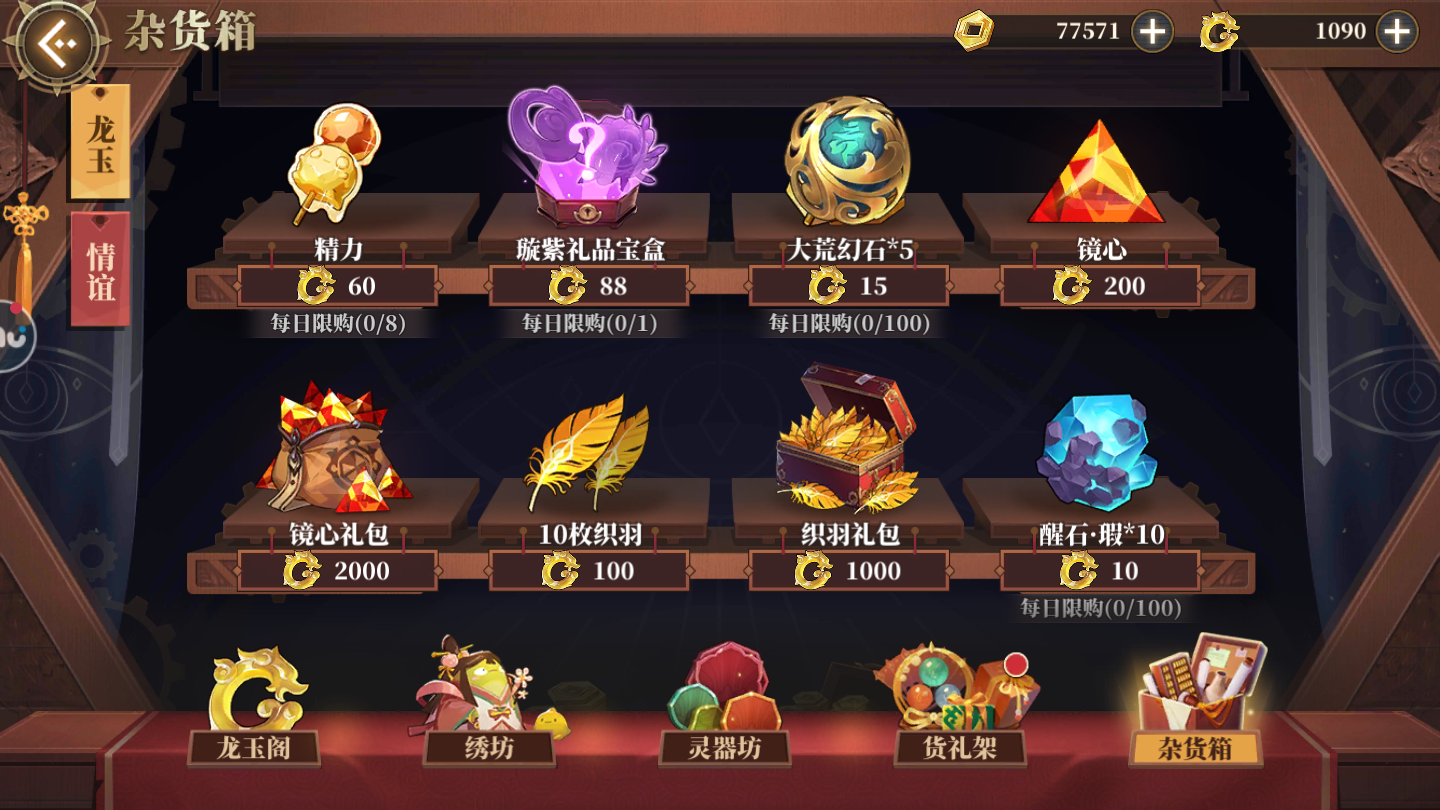 杂货箱
77571
1090
龙玉
情谊
精力
60
每日限购(0/8)
璇紫礼品宝盒
88
每日限购(0/1)
大荒幻石*5
15
每日限购(0/100)
镜心
200
镜心礼包
2000
10枚织羽
100
织羽礼包
1000
醒石·瑕*10
10
每日限购(0/100)
龙玉阁
绣坊
灵器坊
货礼架
杂货箱